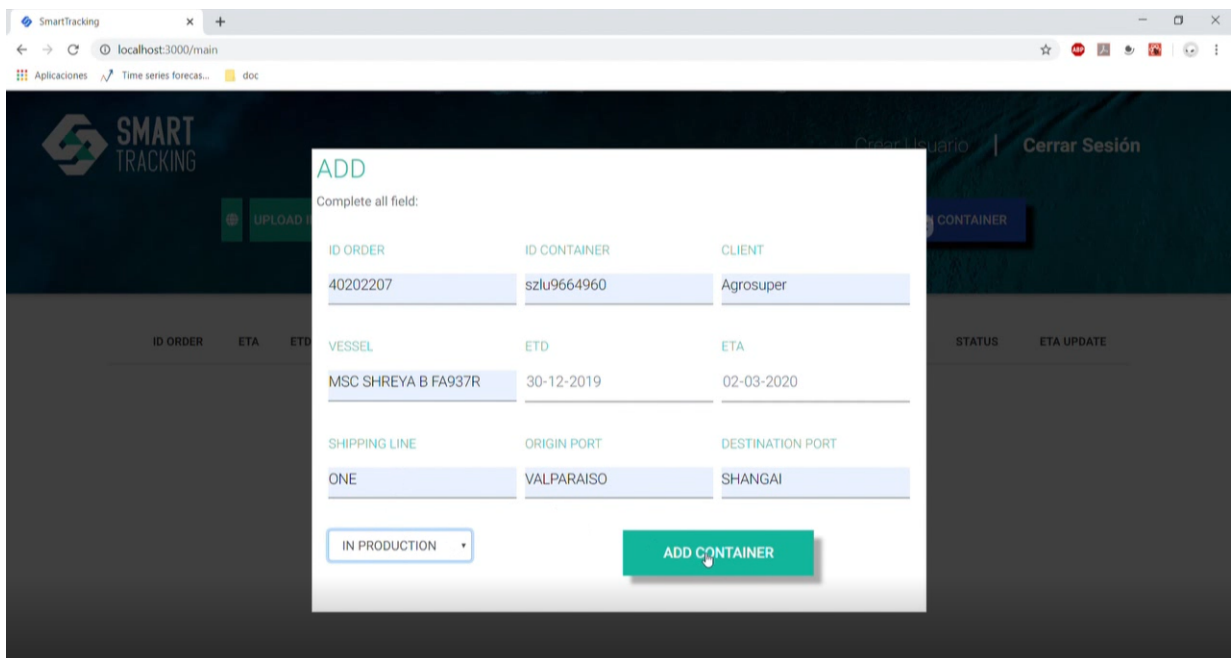 SmartTracking
localhost:3000/main
ABP
Aplicaciones Time series forecas... doc
SMART
TRACKING
Crear Usuario | Cerrar Sesión
UPLOAD
CONTAINER
ADD
Complete all field:
ID ORDER ID CONTAINER CLIENT
40202207 szlu9664960 Agrosuper
ID ORDER ETA ETD STATUS ETA UPDATE
VESSEL ETD ETA
MSC SHREYA B FA937R 30-12-2019 02-03-2020
SHIPPING LINE ORIGIN PORT DESTINATION PORT
ONE VALPARAISO SHANGAI
IN PRODUCTION ADD CONTAINER